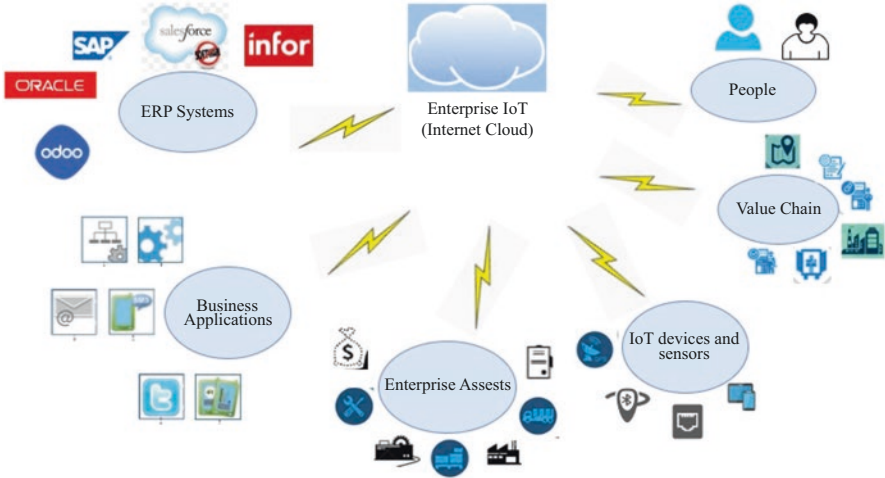 SAP
salesforce
SOFTWARE
infor
ORACLE
ERP Systems
odoo
Enterprise IoT
(Internet Cloud)
People
Value Chain
Business
Applications
@
IoT devices and
sensors
$
Enterprise Assests
t